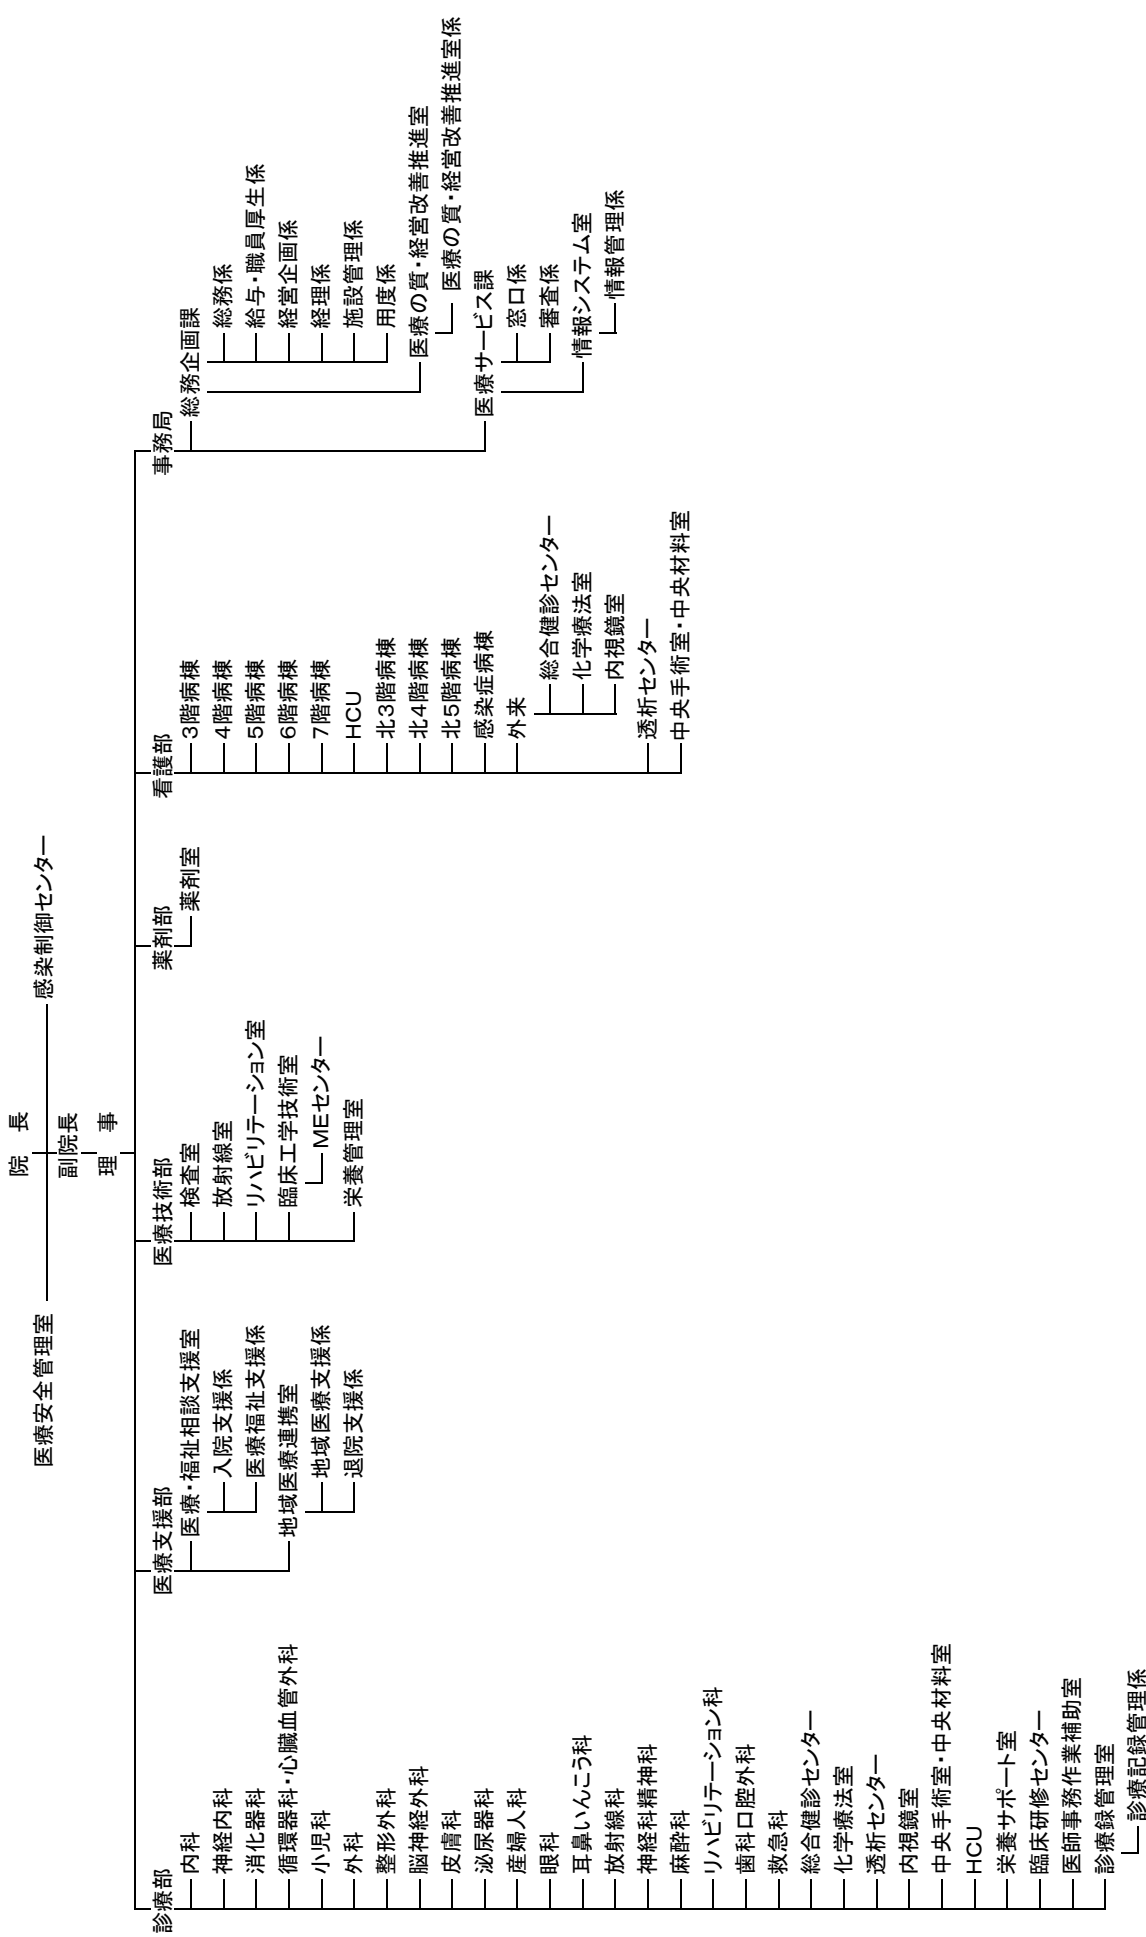 院長
副院長
理事
医療安全管理室
感染制御センター
診療部
内科
神経内科
消化器科
循環器科・心臓血管外科
小児科
外科
整形外科
脳神経外科
皮膚科
泌尿器科
産婦人科
眼科
耳鼻いんこう科
放射線科
神経科精神科
麻酔科
リハビリテーション科
歯科口腔外科
救急科
総合健診センター
化学療法室
透析センター
内視鏡室
中央手術室・中央材料室
HCU
栄養サポート室
臨床研修センター
医師事務作業補助室
診療録管理室
診療記録管理係
医療支援部
医療・福祉相談支援室
入院支援係
医療福祉支援係
地域医療連携室
地域医療支援係
退院支援係
医療技術部
検査室
放射線室
リハビリテーション室
臨床工学技術室
MEセンター
栄養管理室
薬剤部
薬剤室
看護部
3階病棟
4階病棟
5階病棟
6階病棟
7階病棟
HCU
北3階病棟
北4階病棟
北5階病棟
感染症病棟
外来
総合健診センター
化学療法室
内視鏡室
透析センター
中央手術室・中央材料室
事務局
総務企画課
総務係
給与・職員厚生係
経営企画係
経理係
施設管理係
用度係
医療の質・経営改善推進室
医療の質・経営改善推進室係
医療サービス課
窓口係
審査係
情報システム室
情報管理係